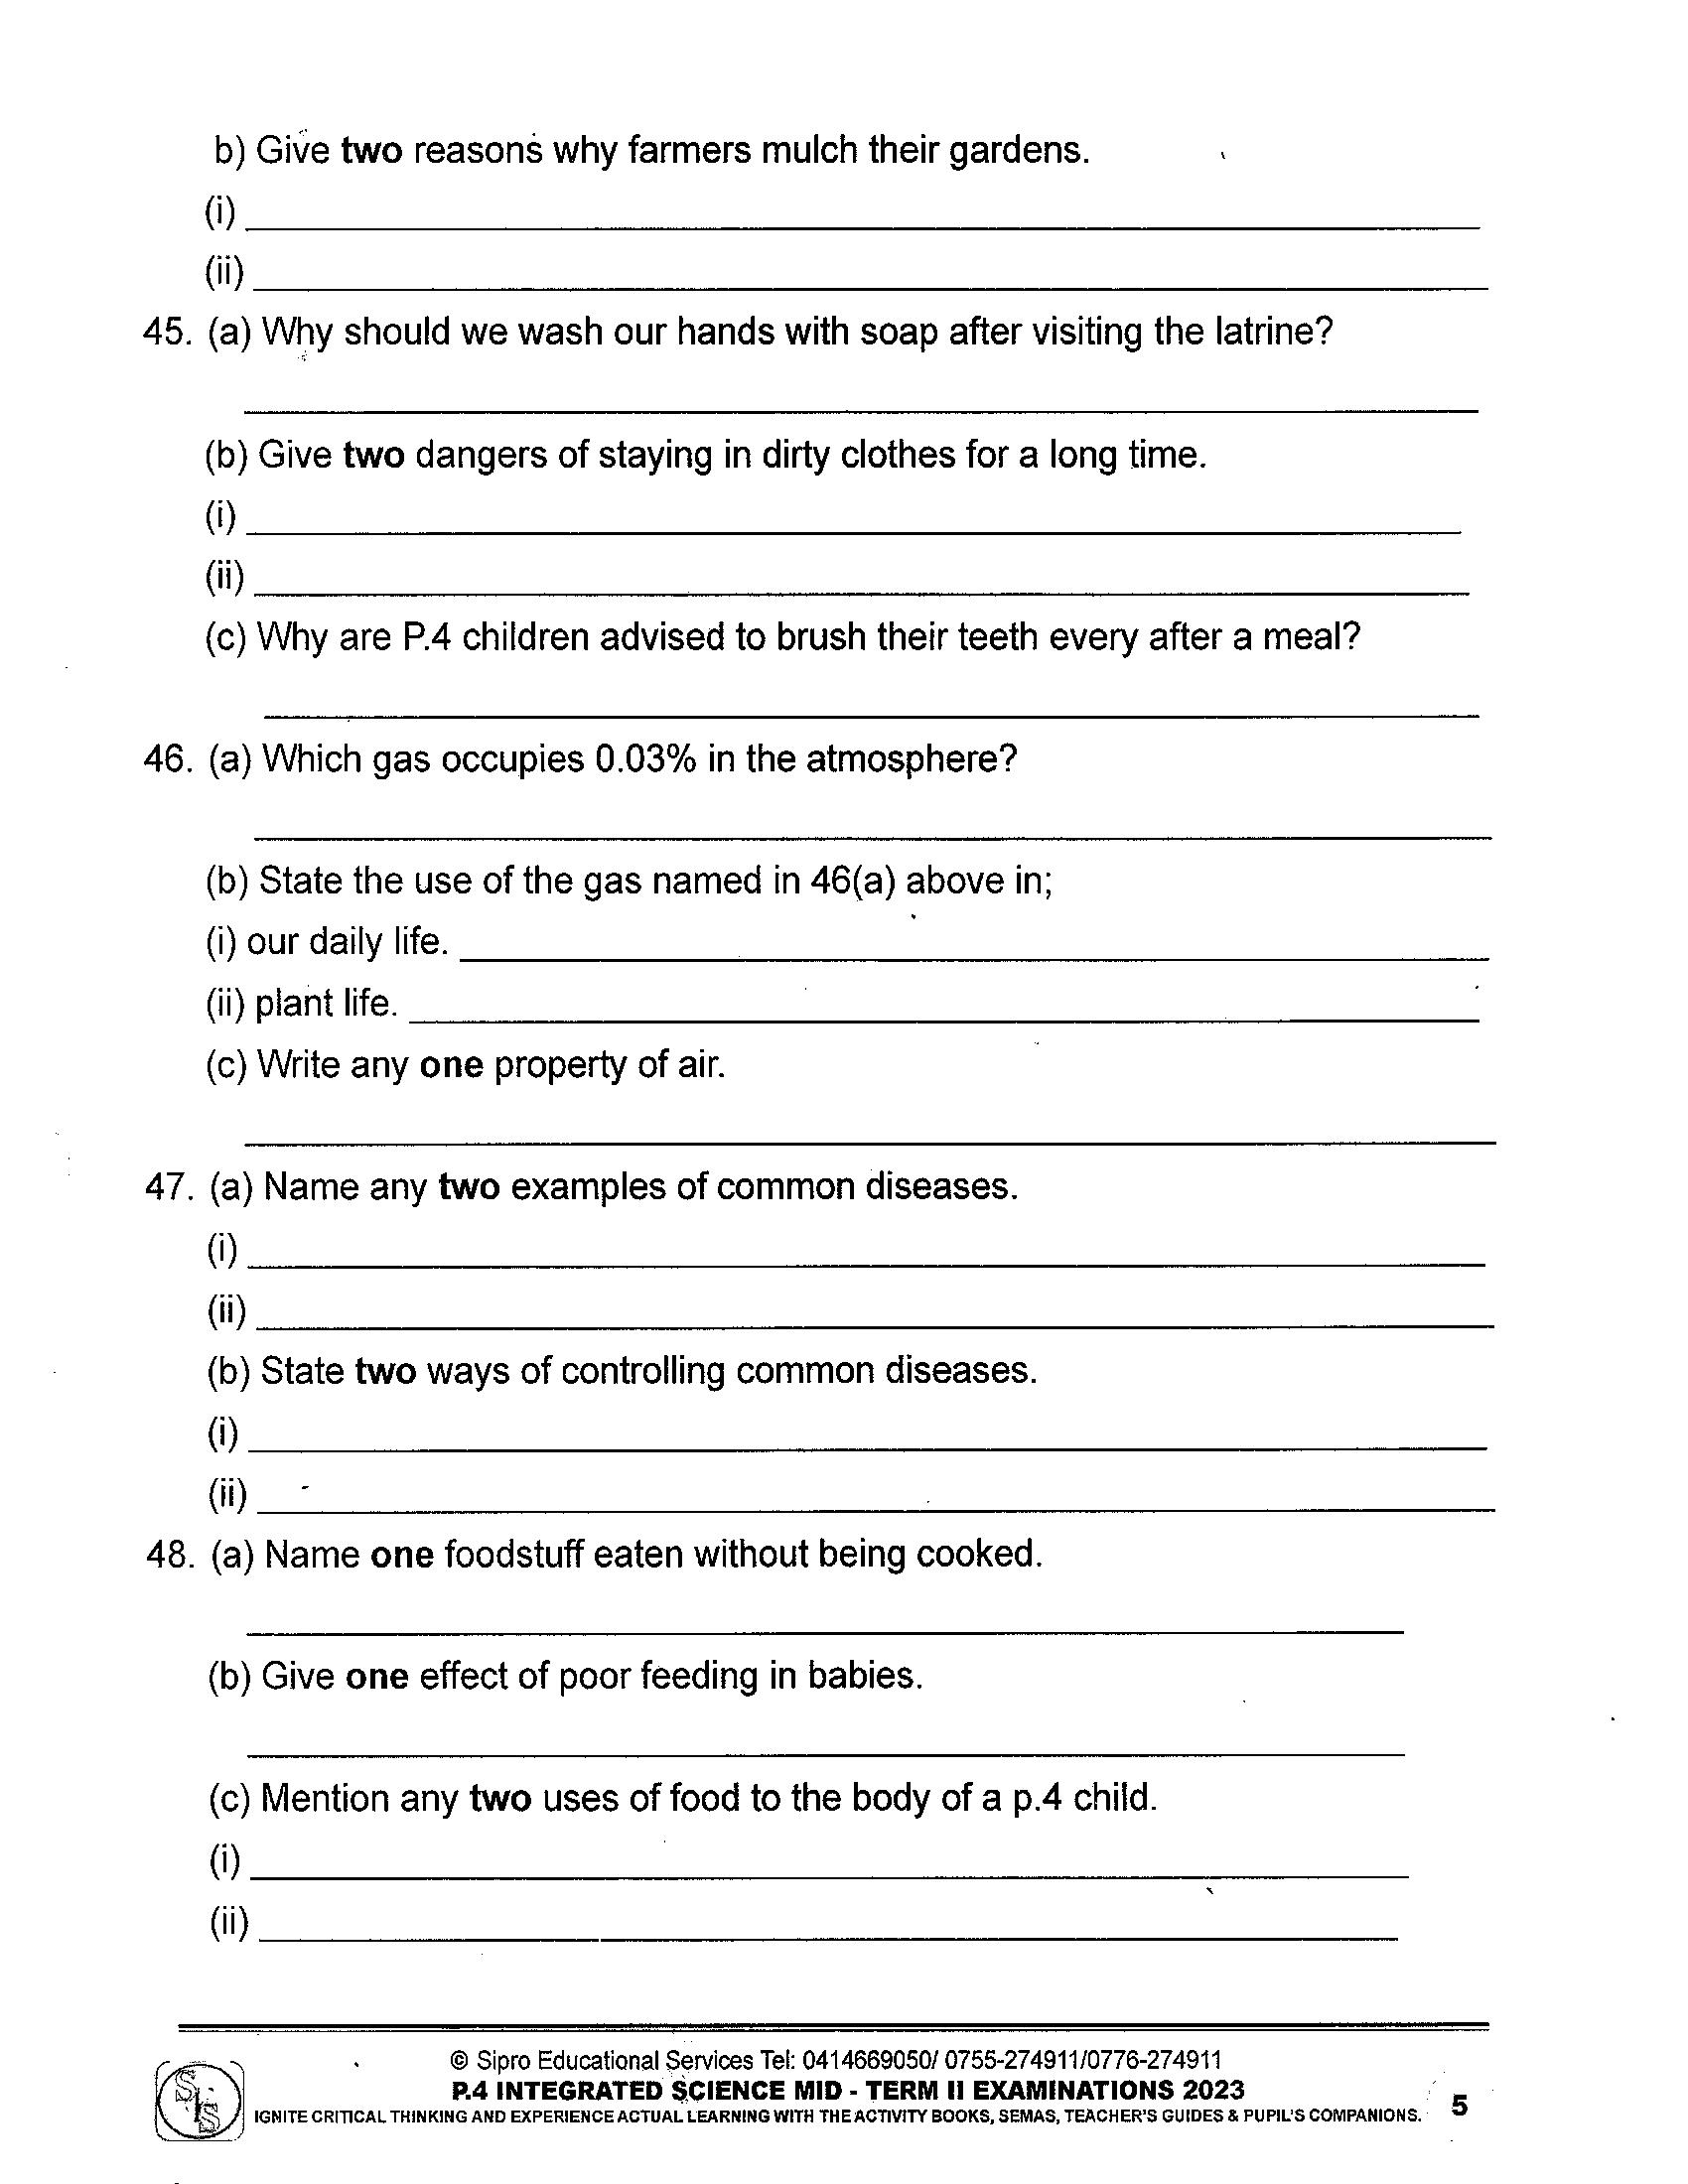 b) Give two reasons why farmers mulch their gardens.
(i)
(ii)
45. (a) Why should we wash our hands with soap after visiting the latrine?
(b) Give two dangers of staying in dirty clothes for a long time.
(i)
(ii)
(c) Why are P.4 children advised to brush their teeth every after a meal?
46. (a) Which gas occupies 0.03% in the atmosphere?
(b) State the use of the gas named in 46(a) above in;
(i) our daily life.
(ii) plant life.
(c) Write any one property of air.
47. (a) Name any two examples of common diseases.
(i)
(ii)
(b) State two ways of controlling common diseases.
(i)
(ii)
48. (a) Name one foodstuff eaten without being cooked.
(b) Give one effect of poor feeding in babies.
(c) Mention any two uses of food to the body of a p.4 child.
(i)
(ii)
© Sipro Educational Services Tel: 0414669050/ 0755-274911/0776-274911
P.4 INTEGRATED SCIENCE MID - TERM II EXAMINATIONS 2023
IGNITE CRITICAL THINKING AND EXPERIENCE ACTUAL LEARNING WITH THE ACTIVITY BOOKS, SEMAS, TEACHER'S GUIDES & PUPIL'S COMPANIONS. 5
SIS